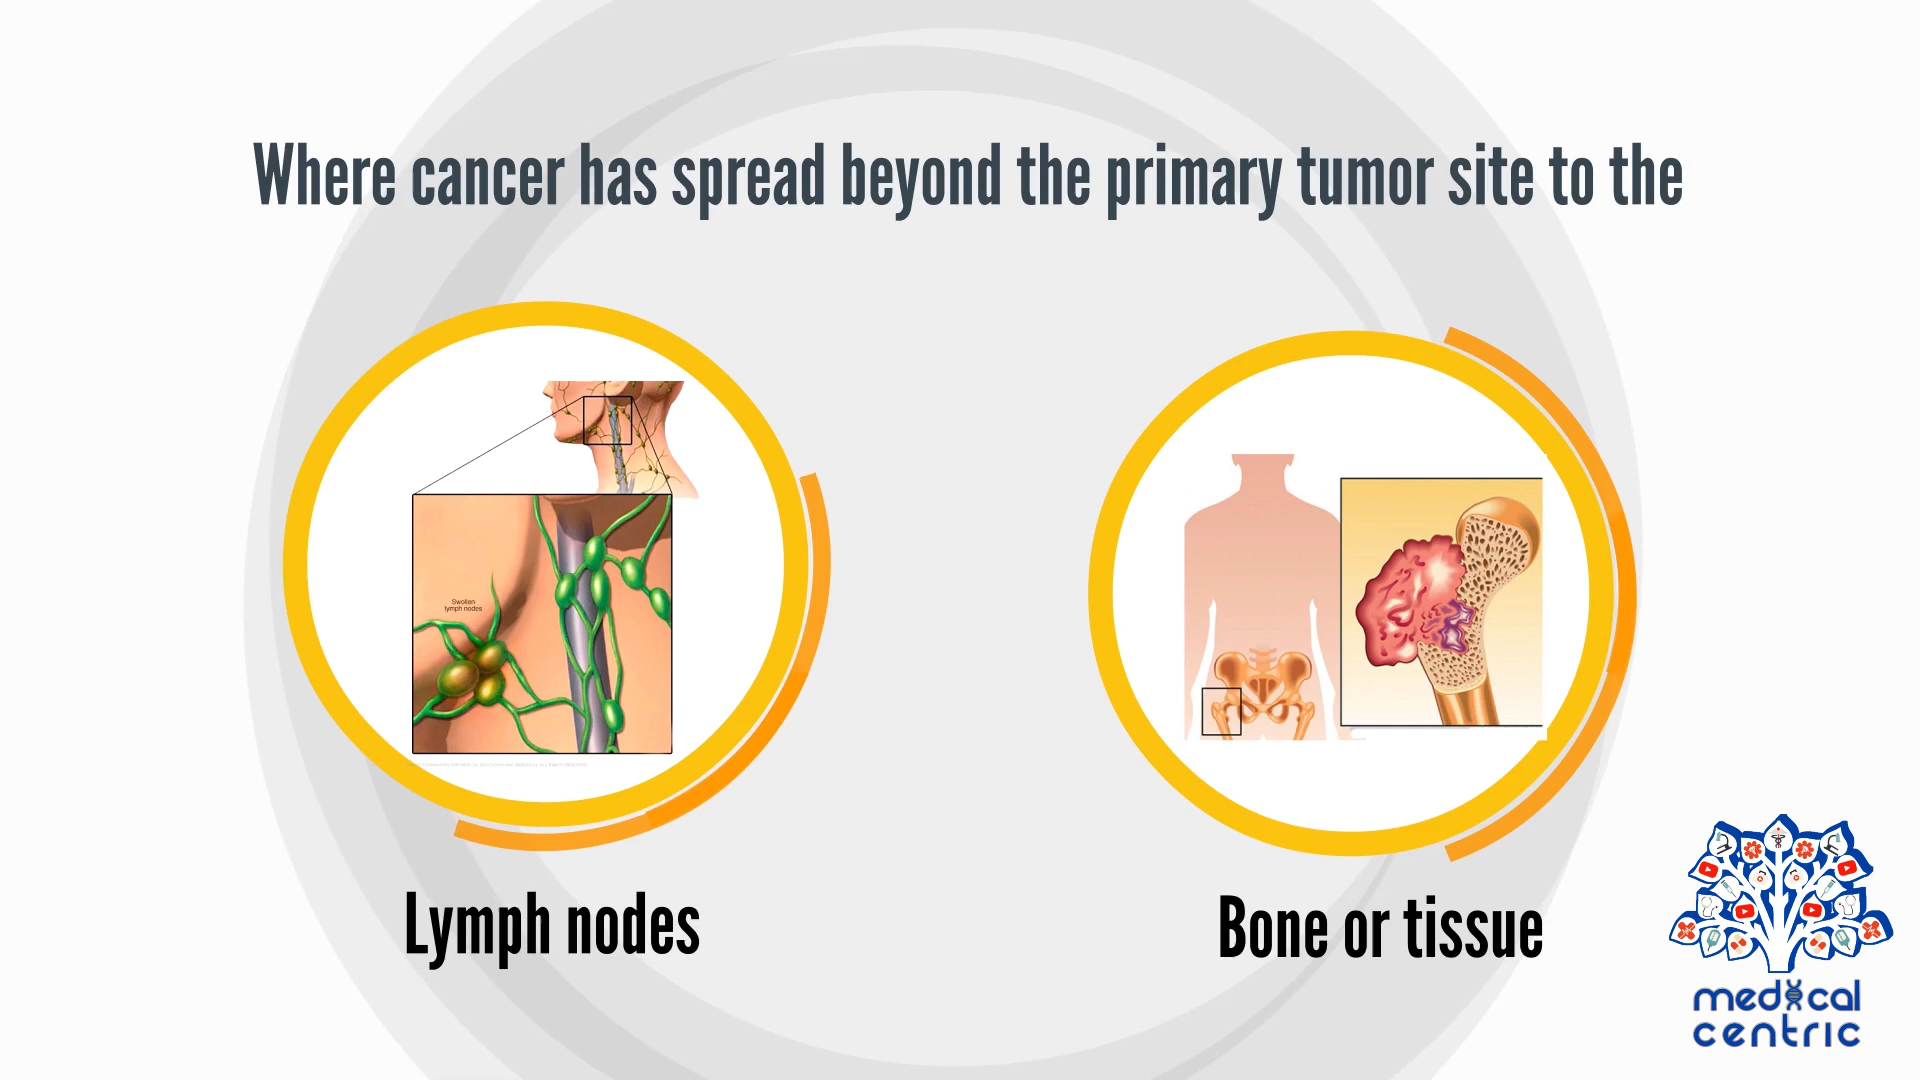 Where cancer has spread beyond the primary tumor site to the
Swollen
lymph nodes
Lymph nodes
Bone or tissue
medical
centric